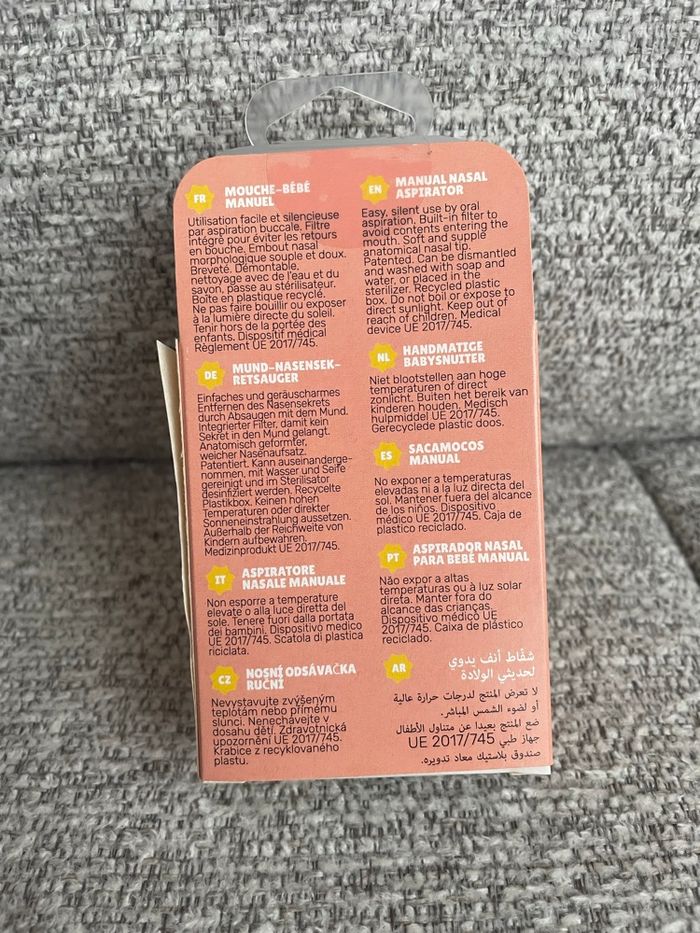 FR
MOUCHE-BÉBÉ
MANUEL
Utilisation facile et silencieuse
par aspiration buccale. Filtre
intégré pour éviter les retours
en bouche. Embout nasal
morphologique souple et doux.
Breveté. Démontable,
nettoyage avec de l'eau et du
savon, passe au stérilisateur.
Boîte en plastique recyclé.
Ne pas faire bouillir ou exposer
à la lumière directe du soleil.
Tenir hors de la portée des
enfants. Dispositif médical
Règlement UE 2017/745.
DE
MUND-NASENSEK-
RETSAUGER
Einfaches und geräuscharmes
Entfernen des Nasensekrets
durch Absaugen mit dem Mund.
Integrierter Filter, damit kein
Sekret in den Mund gelangt.
Anatomisch geformter,
weicher Nasenaufsatz.
Patentiert. Kann auseinanderge-
nommen, mit Wasser und Seife
gereinigt und im Sterilisator
desinfiziert werden. Recycelte
Plastikbox. Keinen hohen
Temperaturen oder direkter
Sonneneinstrahlung aussetzen.
Außerhalb der Reichweite von
Kindern aufbewahren.
Medizinprodukt UE 2017/745.
IT
ASPIRATORE
NASALE MANUALE
Non esporre a temperature
elevate o alla luce diretta del
sole. Tenere fuori dalla portata
dei bambini. Dispositivo medico
UE 2017/745. Scatola di plastica
riciclata.
CZ
NOSNÍ ODSÁVAČKA
RUČNÍ
Nevystavujte zvýšeným
teplotám nebo přímému
slunci. Nenechávejte v
dosahu dětí. Zdravotnická
upozornění UE 2017/745.
Krabice z recyklovaného
plastu.
EN
MANUAL NASAL
ASPIRATOR
Easy, silent use by oral
aspiration. Built-in filter to
avoid contents entering the
mouth. Soft and supple
anatomical nasal tip.
Patented. Can be dismantled
and washed with soap and
water, or placed in the
sterilizer. Recycled plastic
box. Do not boil or expose to
direct sunlight. Keep out of
reach of children. Medical
device UE 2017/745.
NL
HANDMATIGE
BABYSNUITER
Niet blootstellen aan hoge
temperaturen of direct
zonlicht. Buiten het bereik van
kinderen houden. Medisch
hulpmiddel UE 2017/745.
Gerecyclede plastic doos.
ES
SACAMOCOS
MANUAL
No exponer a temperaturas
elevadas ni a la luz directa del
sol. Mantener fuera del alcance
de los niños. Dispositivo
médico UE 2017/745. Caja de
plástico reciclado.
PT
ASPIRADOR NASAL
PARA BEBÉ MANUAL
Não expor a altas
temperaturas ou à luz solar
direta. Manter fora do
alcance das crianças.
Dispositivo médico UE
2017/745. Caixa de plástico
reciclado.
AR
شفّاط أنف يدوي
لحديثي الولادة
لا تعرض المنتج لدرجات حرارة عالية
أو لضوء الشمس المباشر.
ضع المنتج بعيدا عن متناول الأطفال
جهاز طبي UE 2017/745
صندوق بلاستيك معاد تدويره.